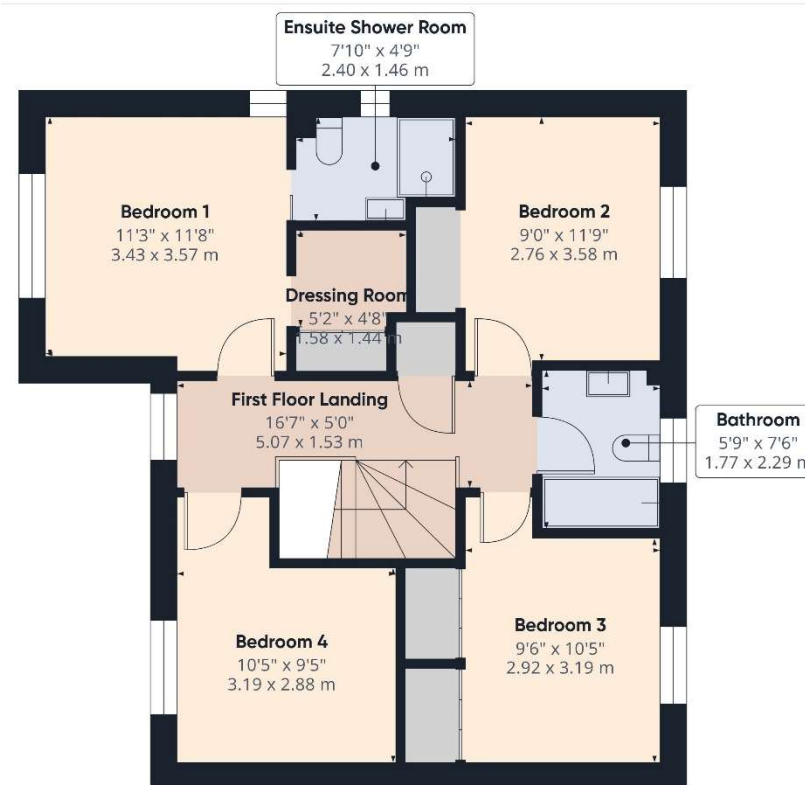 Ensuite Shower Room
7'10" x 4'9"
2.40 x 1.46 m
Bedroom 1
11'3" x 11'8"
3.43 x 3.57 m
Bedroom 2
9'0" x 11'9"
2.76 x 3.58 m
Dressing Room
5'2" x 4'8"
1.58 x 1.44 m
First Floor Landing
16'7" x 5'0"
5.07 x 1.53 m
Bathroom
5'9" x 7'6"
1.77 x 2.29 m
Bedroom 4
10'5" x 9'5"
3.19 x 2.88 m
Bedroom 3
9'6" x 10'5"
2.92 x 3.19 m